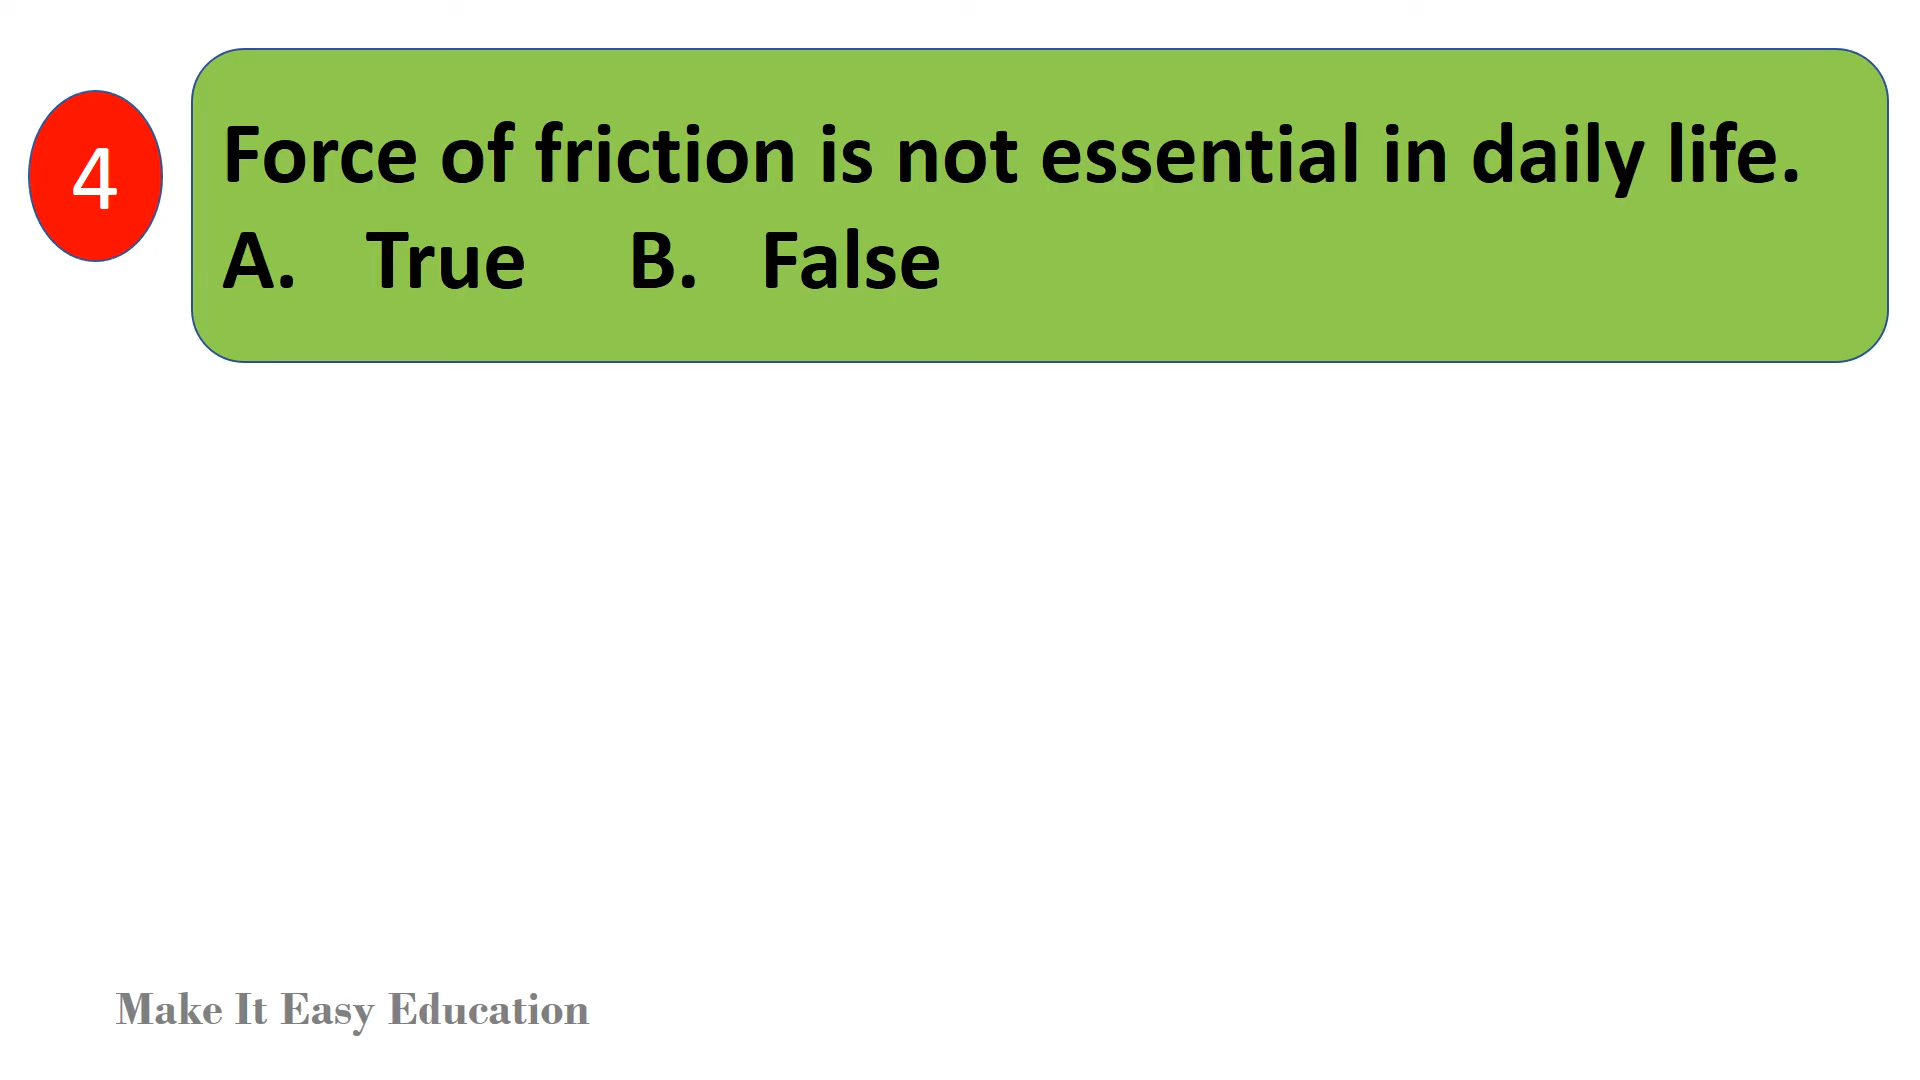 4
Force of friction is not essential in daily life.
A. True B. False
Make It Easy Education